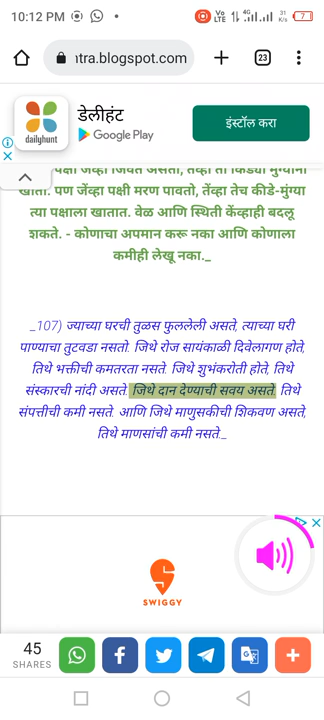 10:12 PM
Vo
LTE
4G
31
K/s
7
ıtra.blogspot.com
23
dailyhunt
डेलीहंट
Google Play
इंस्टॉल करा
पक्षी जेव्हा जिवंत असतो, तेव्हा तो किड्या मुंग्यांना
खातो. पण जेंव्हा पक्षी मरण पावतो, तेंव्हा तेच कीडे-मुंग्या
त्या पक्षाला खातात. वेळ आणि स्थिती केंव्हाही बदलू
शकते. - कोणाचा अपमान करू नका आणि कोणाला
कमीही लेखू नका._
_107) ज्याच्या घरची तुळस फुललेली असते, त्याच्या घरी
पाण्याचा तुटवडा नसतो. जिथे रोज सायंकाळी दिवेलागण होते,
तिथे भक्तीची कमतरता नसते. जिथे शुभंकरोती होते, तिथे
संस्कारची नांदी असते. जिथे दान देण्याची सवय असते. तिथे
संपत्तीची कमी नसते. आणि जिथे माणुसकीची शिकवण असते,
तिथे माणसांची कमी नसते._
SWIGGY
45
SHARES